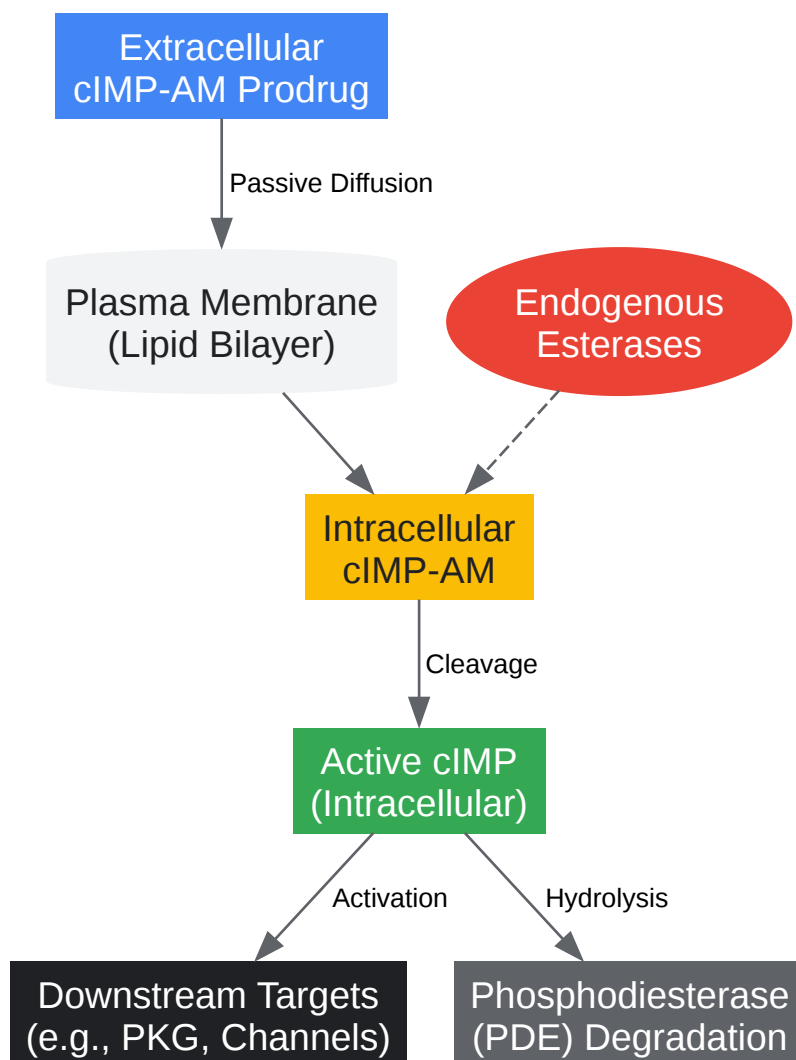 Extracellular
cIMP-AM Prodrug
Passive Diffusion
Plasma Membrane
(Lipid Bilayer)
Endogenous
Esterases
Intracellular
cIMP-AM
Cleavage
Active cIMP
(Intracellular)
Activation
Hydrolysis
Downstream Targets
(e.g., PKG, Channels)
Phosphodiesterase
(PDE) Degradation